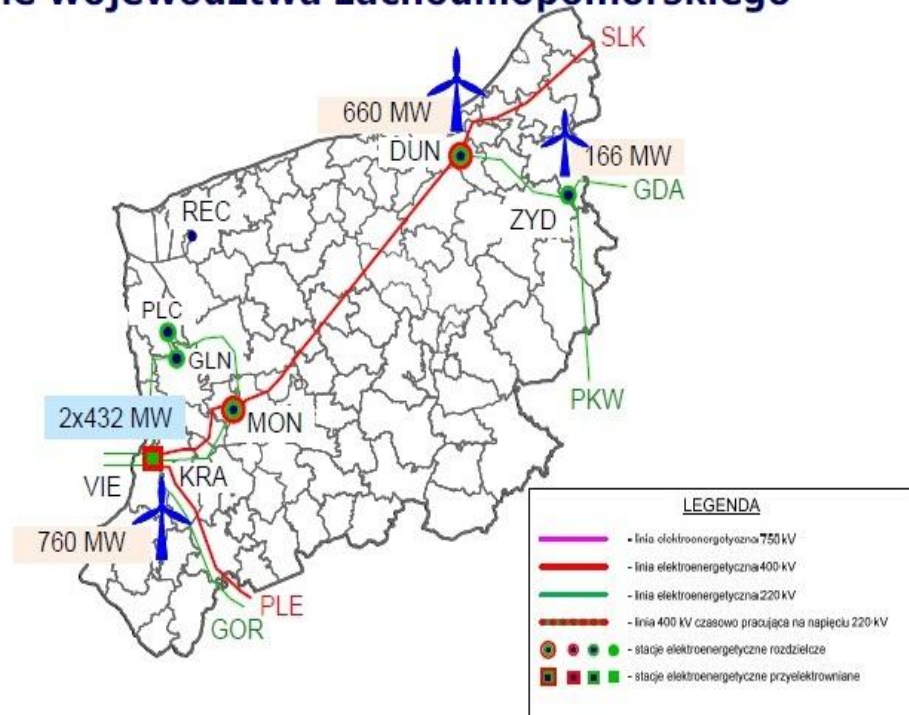 ie województwa zachodniopomorskiego
SLK
660 MW
DUN
166 MW
GDA
ZYD
REC
PLC
GLN
PKW
2x432 MW
MON
VIE
KRA
760 MW
PLE
GOR
LEGENDA
- linia elektroenergetyczna 750 kV
- linia elektroenergetyczna 400 kV
- linia elektroenergetyczna 220 kV
- linia 400 kV czasowo pracująca na napięciu 220 kV
- stacje elektroenergetyczne rozdzielcze
- stacje elektroenergetyczne przyelektrowniane